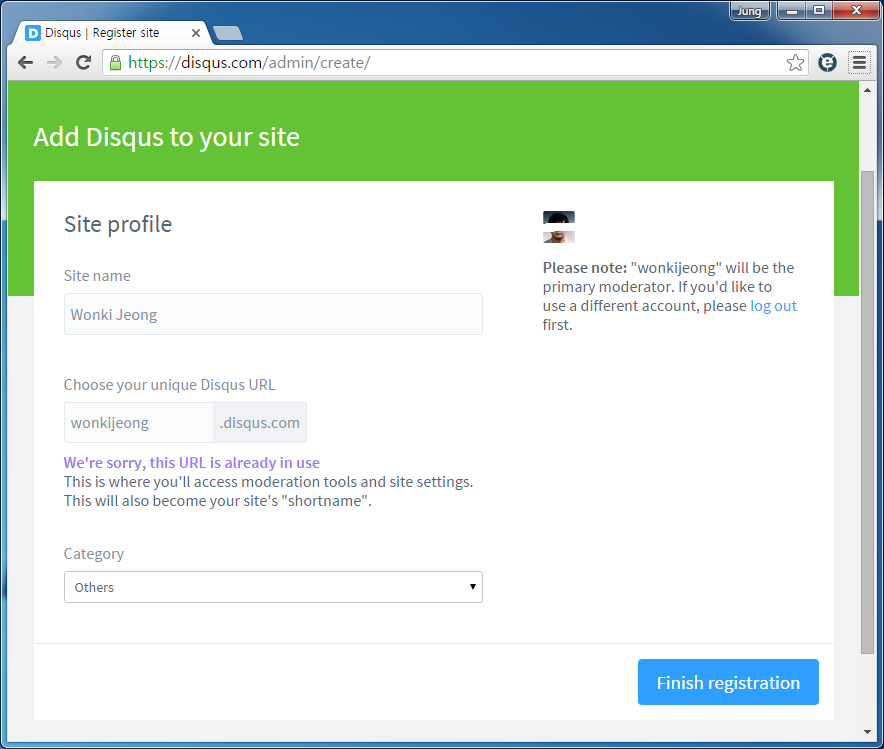 Jung
Disqus | Register site
https://disqus.com/admin/create/
Add Disqus to your site
Site profile
Site name
Wonki Jeong
Choose your unique Disqus URL
wonkijeong .disqus.com
We're sorry, this URL is already in use
This is where you'll access moderation tools and site settings.
This will also become your site's "shortname".
Category
Others
Please note: "wonkijeong" will be the
primary moderator. If you'd like to
use a different account, please log out
first.
Finish registration